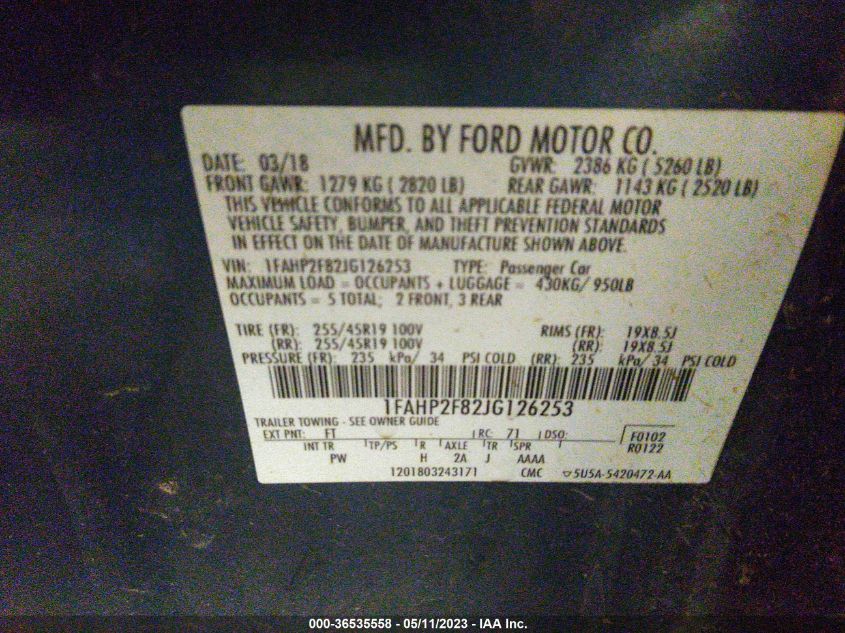 MFD. BY FORD MOTOR CO.
DATE: 03/18 GVWR: 2386 KG ( 5260 LB)
FRONT GAWR: 1279 KG ( 2820 LB) REAR GAWR: 1143 KG ( 2520 LB)
THIS VEHICLE CONFORMS TO ALL APPLICABLE FEDERAL MOTOR
VEHICLE SAFETY, BUMPER, AND THEFT PREVENTION STANDARDS
IN EFFECT ON THE DATE OF MANUFACTURE SHOWN ABOVE.
VIN: 1FAHP2F82JG126253 TYPE: Passenger Car
MAXIMUM LOAD = OCCUPANTS + LUGGAGE = 430KG/ 950LB
OCCUPANTS = 5 TOTAL; 2 FRONT, 3 REAR
TIRE (FR): 255/45R19 100V RIMS (FR): 19X8.5J
(RR): 255/45R19 100V (RR): 19X8.5J
PRESSURE (FR): 235 kPa/ 34 PSI COLD (RR): 235 kPa/ 34 PSI COLD
1FAHP2F82JG126253
TRAILER TOWING - SEE OWNER GUIDE
EXT PNT: FT RC: 71 DSO: F0102
R0122
INT TR TP/PS R AXLE TR SPR
PW H 2A J AAAA
1201803243171 CMC 5U5A-5420472-AA
000-36535558 - 05/11/2023 - IAA Inc.